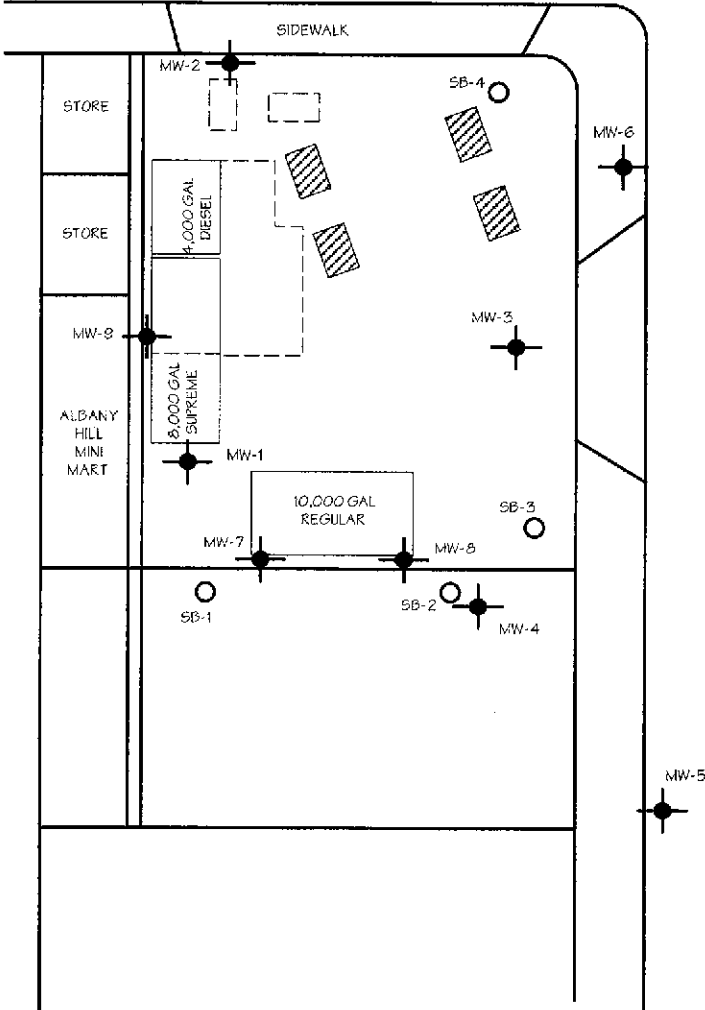 SIDEWALK
MW-2
SB-4
STORE
MW-6
4,000 GAL
DIESEL
STORE
MW-9
MW-3
8,000 GAL
SUPREME
ALBANY
HILL
MINI
MART
MW-1
10,000 GAL
REGULAR
SB-3
MW-7
MW-8
SB-1
SB-2
MW-4
MW-5